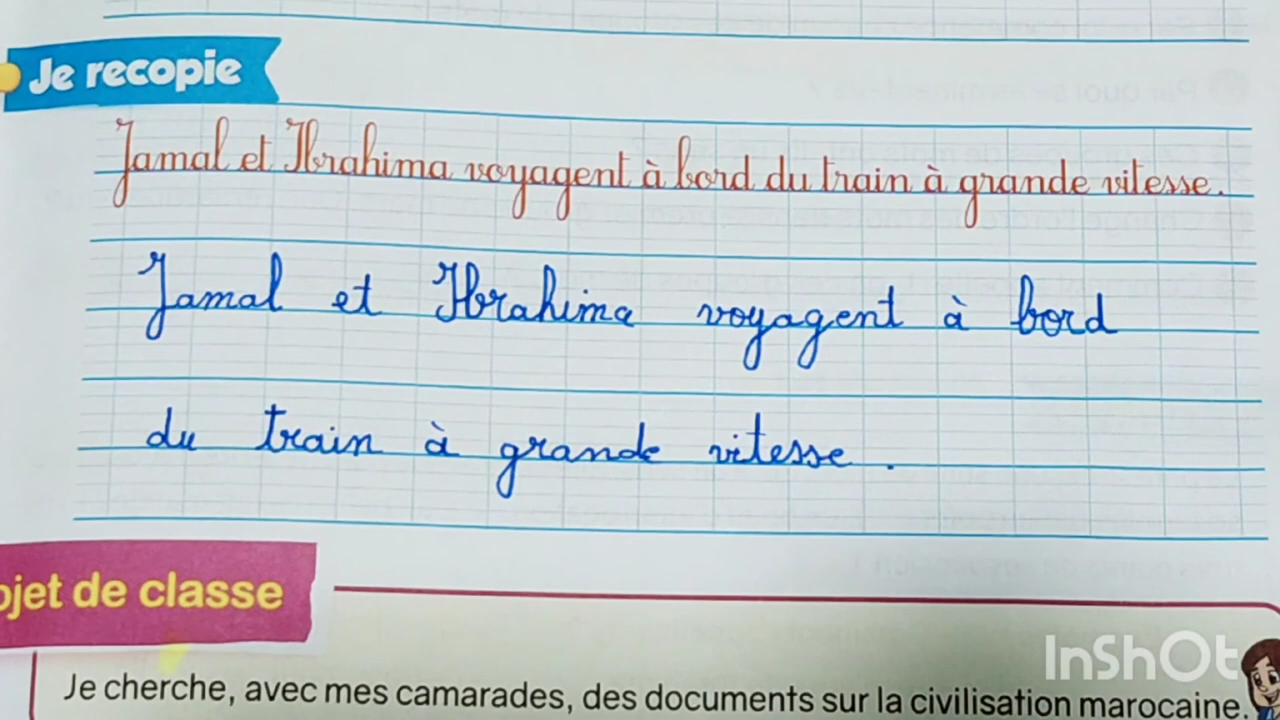 Je recopie
Jamal et Ibrahima voyagent à bord du train à grande vitesse.
Jamal et Ibrahima voyagent à bord
du train à grande vitesse.
ojet de classe
Je cherche, avec mes camarades, des documents sur la civilisation marocaine.
InShOt